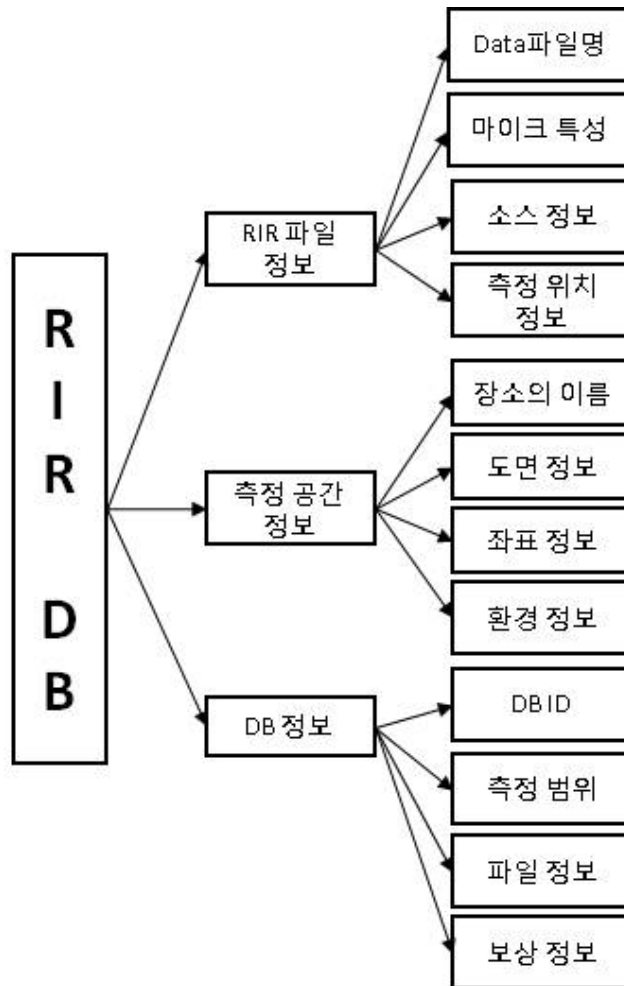 RIR DB
RIR 파일
정보
Data파일명
마이크 특성
소스 정보
측정 위치
정보
측정 공간
정보
장소의 이름
도면 정보
좌표 정보
환경 정보
DB 정보
DB ID
측정 범위
파일 정보
보상 정보